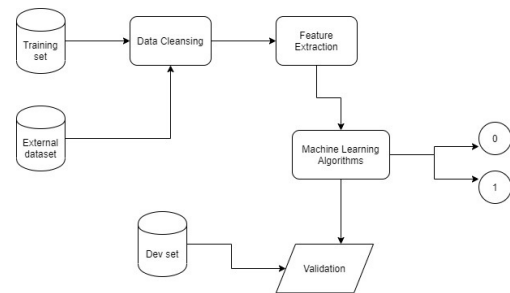 Training
set
Data Cleansing
Feature
Extraction
External
dataset
Machine Learning
Algorithms
0
1
Dev set
Validation